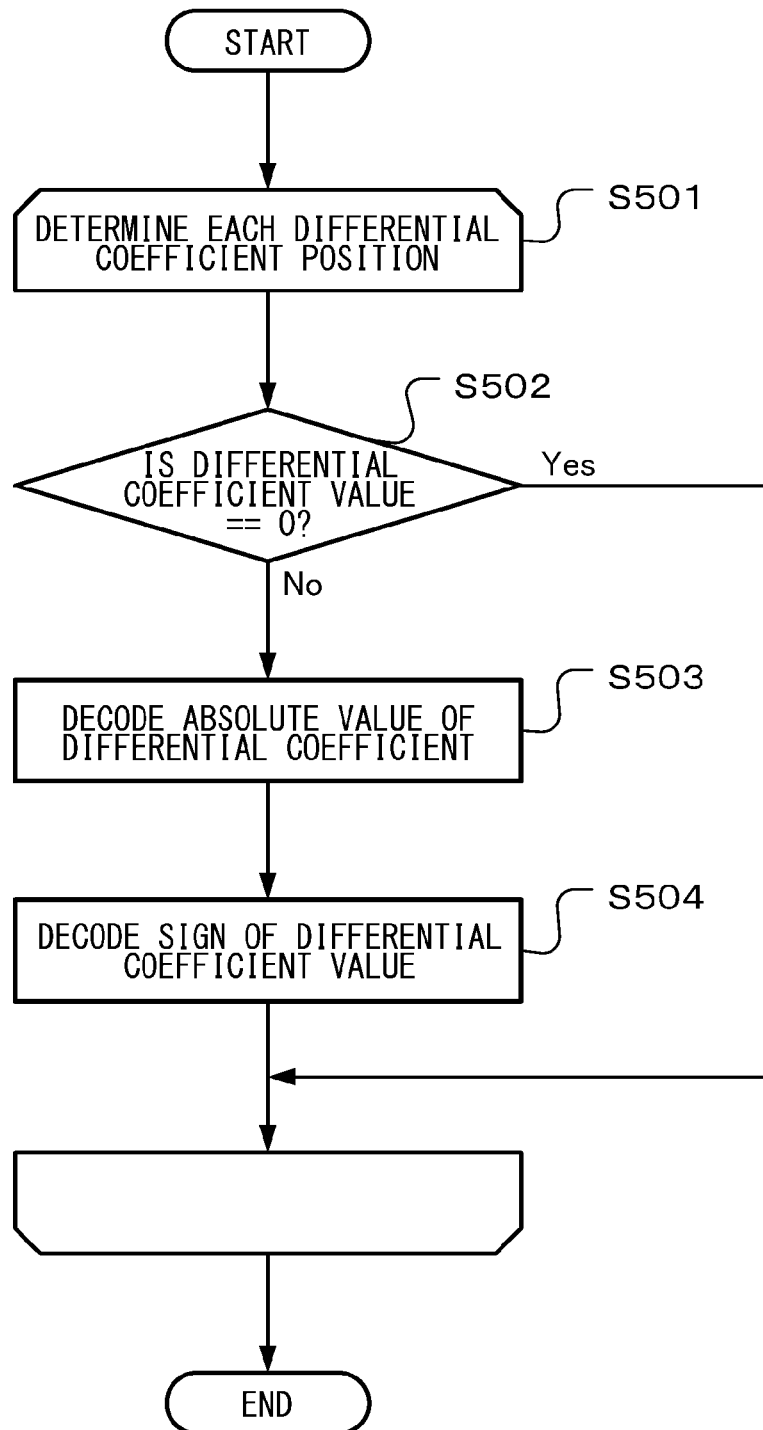 START
S501
DETERMINE EACH DIFFERENTIAL
COEFFICIENT POSITION
S502
IS DIFFERENTIAL
COEFFICIENT VALUE
== 0?
Yes
No
S503
DECODE ABSOLUTE VALUE OF
DIFFERENTIAL COEFFICIENT
S504
DECODE SIGN OF DIFFERENTIAL
COEFFICIENT VALUE
END